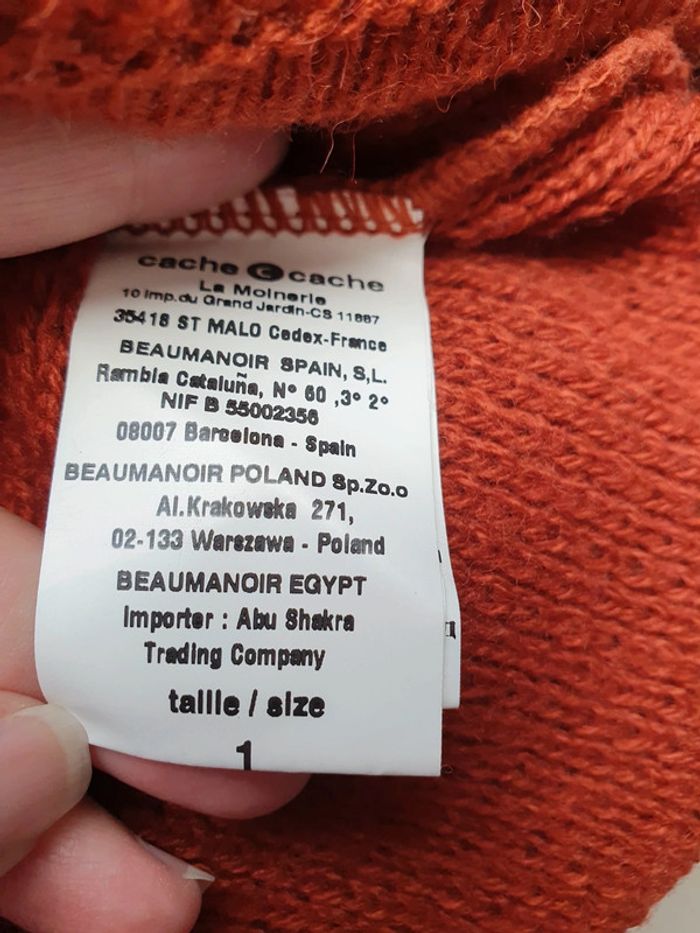 cache c cache
La Moinerie
10 imp.du Grand Jardin-CS 11887
35418 ST MALO Cedex-France
BEAUMANOIR SPAIN, S,L.
Rambla Cataluña, N° 60 ,3° 2°
NIF B 55002356
08007 Barcelona - Spain
BEAUMANOIR POLAND Sp.Zo.o
Al.Krakowska 271,
02-133 Warszawa - Poland
BEAUMANOIR EGYPT
Importer : Abu Shakra
Trading Company
taille / size
1